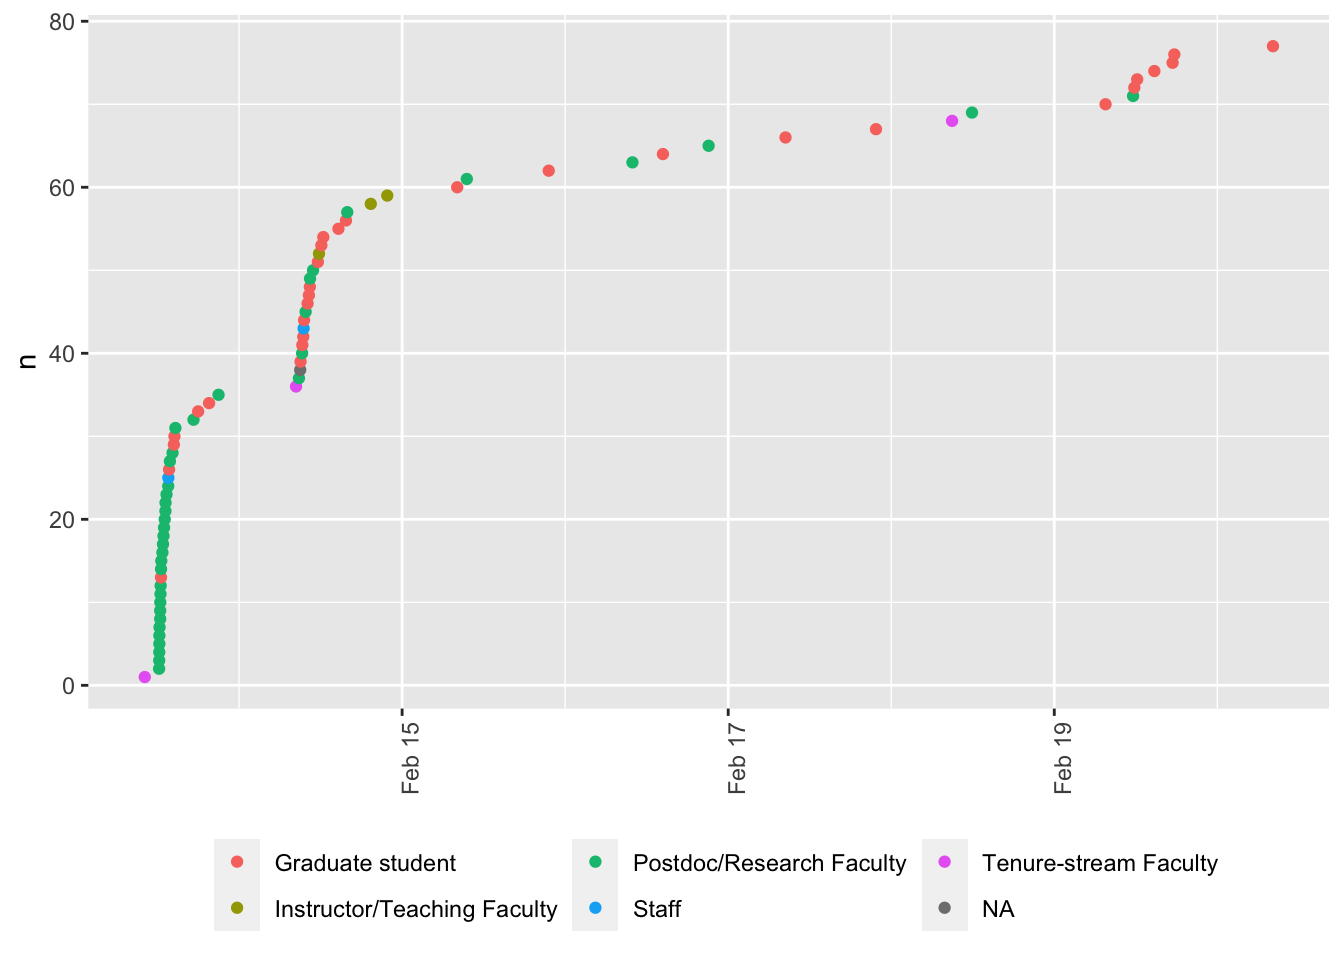 80
60
40
20
0
n
Feb 15
Feb 17
Feb 19
Graduate student
Postdoc/Research Faculty
Tenure-stream Faculty
Instructor/Teaching Faculty
Staff
NA